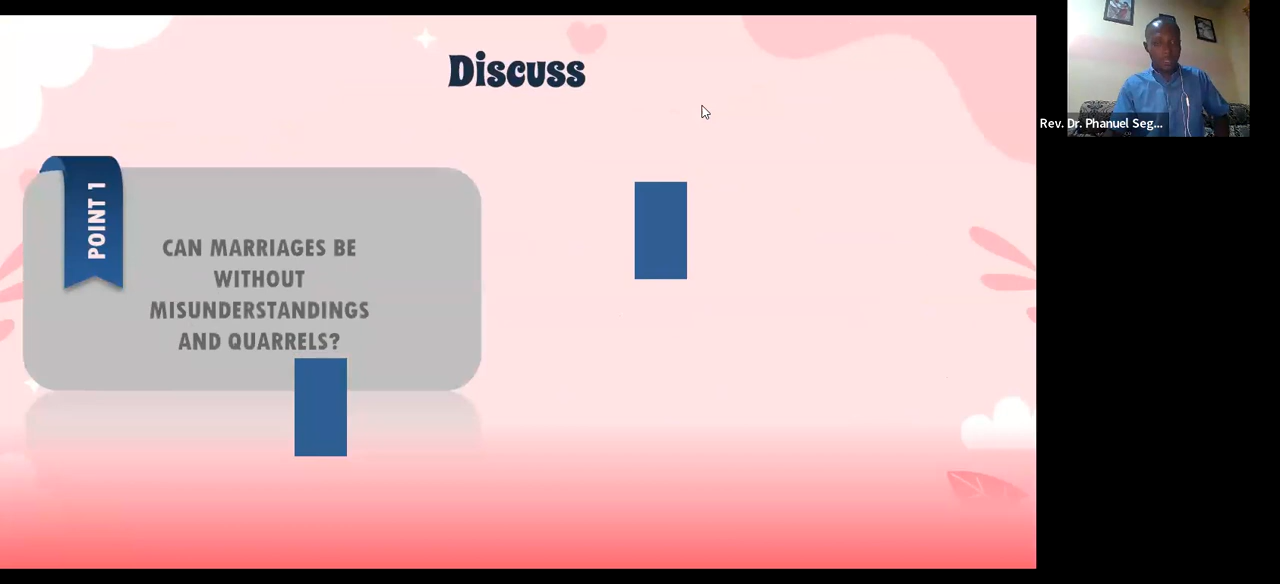 Discuss
Rev. Dr. Phanuel Seg...
POINT 1
CAN MARRIAGES BE
WITHOUT
MISUNDERSTANDINGS
AND QUARRELS?